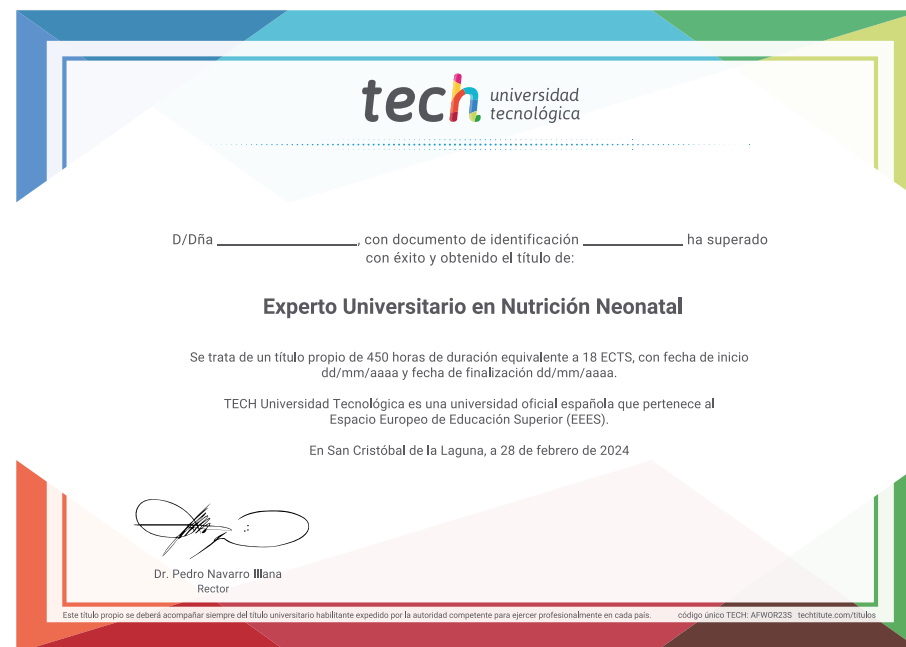 tech universidad
tecnológica
D/Dña ____________________, con documento de identificación ______________ ha superado
con éxito y obtenido el título de:
Experto Universitario en Nutrición Neonatal
Se trata de un título propio de 450 horas de duración equivalente a 18 ECTS, con fecha de inicio
dd/mm/aaaa y fecha de finalización dd/mm/aaaa.
TECH Universidad Tecnológica es una universidad oficial española que pertenece al
Espacio Europeo de Educación Superior (EEES).
En San Cristóbal de la Laguna, a 28 de febrero de 2024
Dr. Pedro Navarro Illana
Rector
Este título propio se deberá acompañar siempre del título universitario habilitante expedido por la autoridad competente para ejercer profesionalmente en cada país. código único TECH: AFWOR23S techtitute.com/titulos